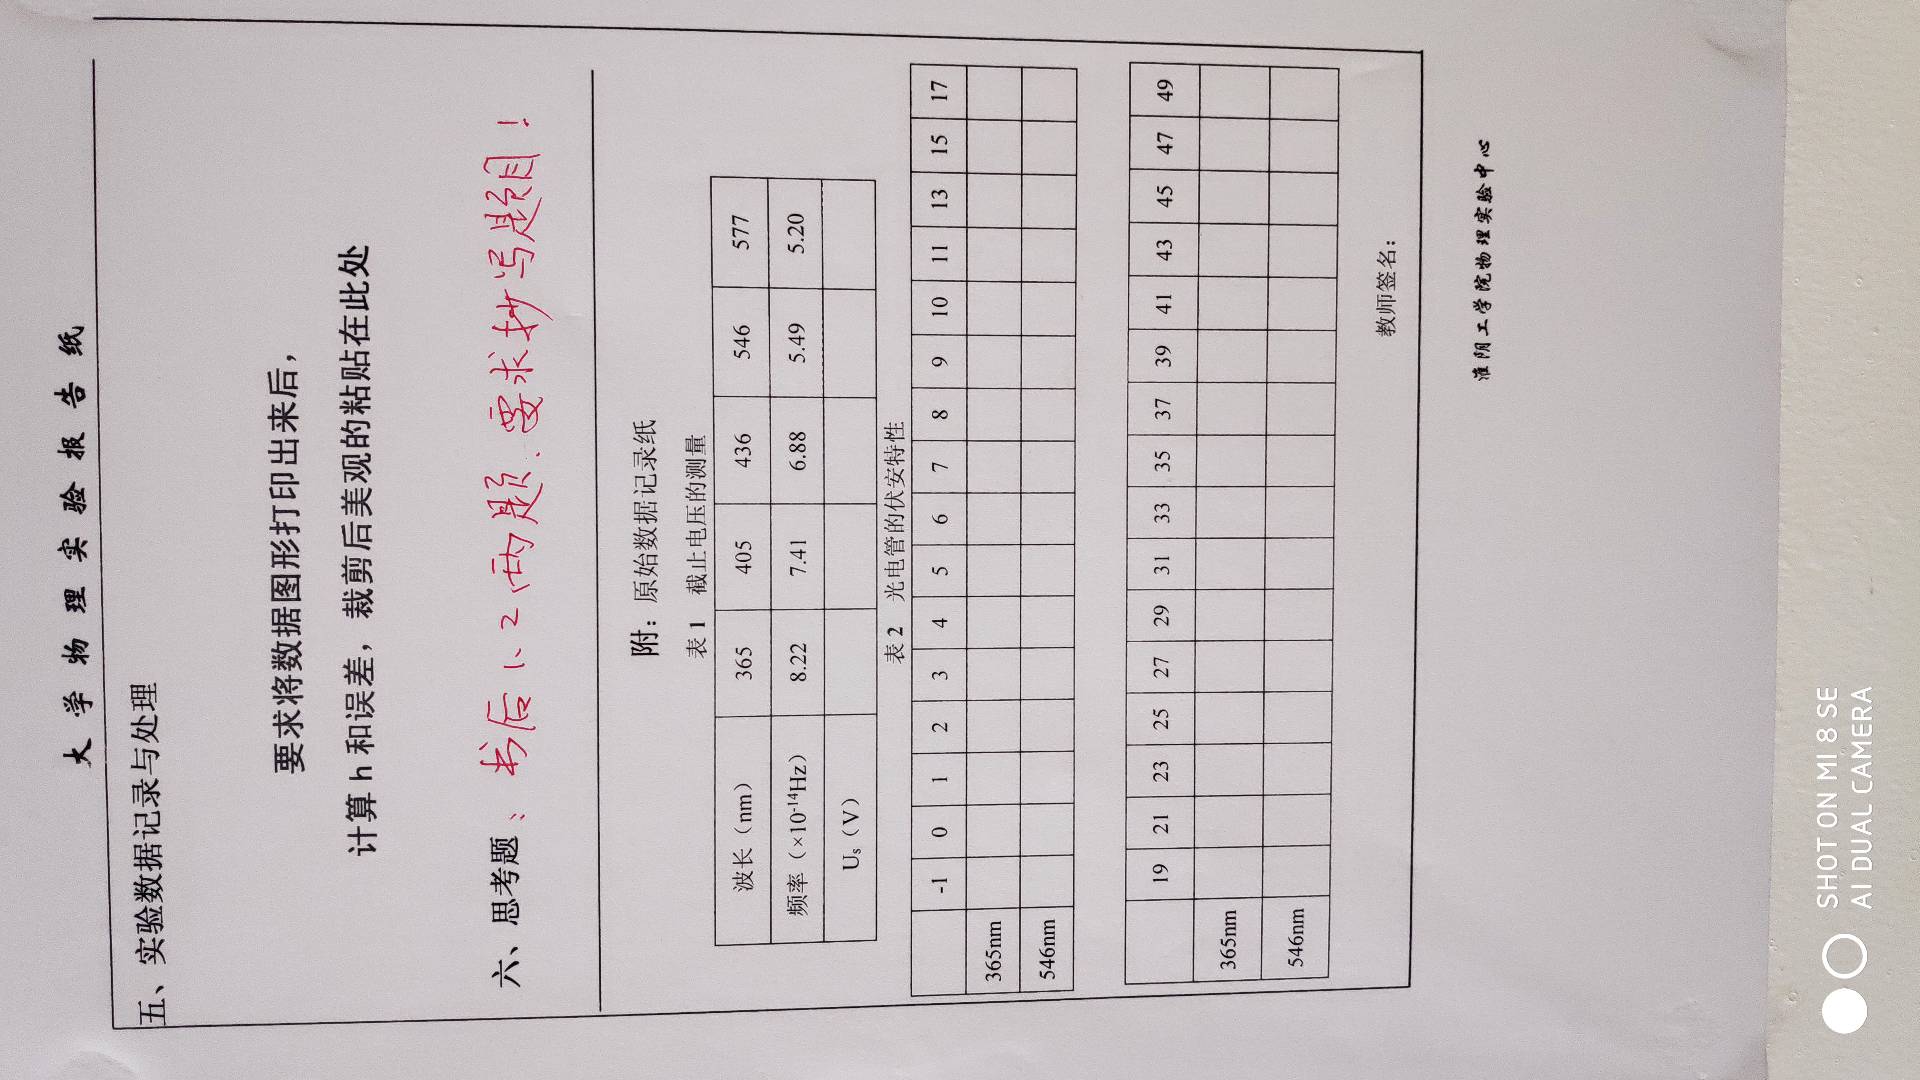 大学物理实验报告纸
五、实验数据记录与处理
要求将数据图形打印出来后，
计算 h 和误差，裁剪后美观的粘贴在此处
六、思考题：书后1、2两题、要求抄写题目！
附：原始数据记录纸
表 1 截止电压的测量
波长（nm） 365 405 436 546 577
频率（×10-14Hz） 8.22 7.41 6.88 5.49 5.20
Us（V）
表 2 光电管的伏安特性
-1 0 1 2 3 4 5 6 7 8 9 10 11 13 15 17
365nm
546nm
19 21 23 25 27 29 31 33 35 37 39 41 43 45 47 49
365nm
546nm
教师签名：
淮阴工学院物理实验中心
SHOT ON MI 8 SE
AI DUAL CAMERA